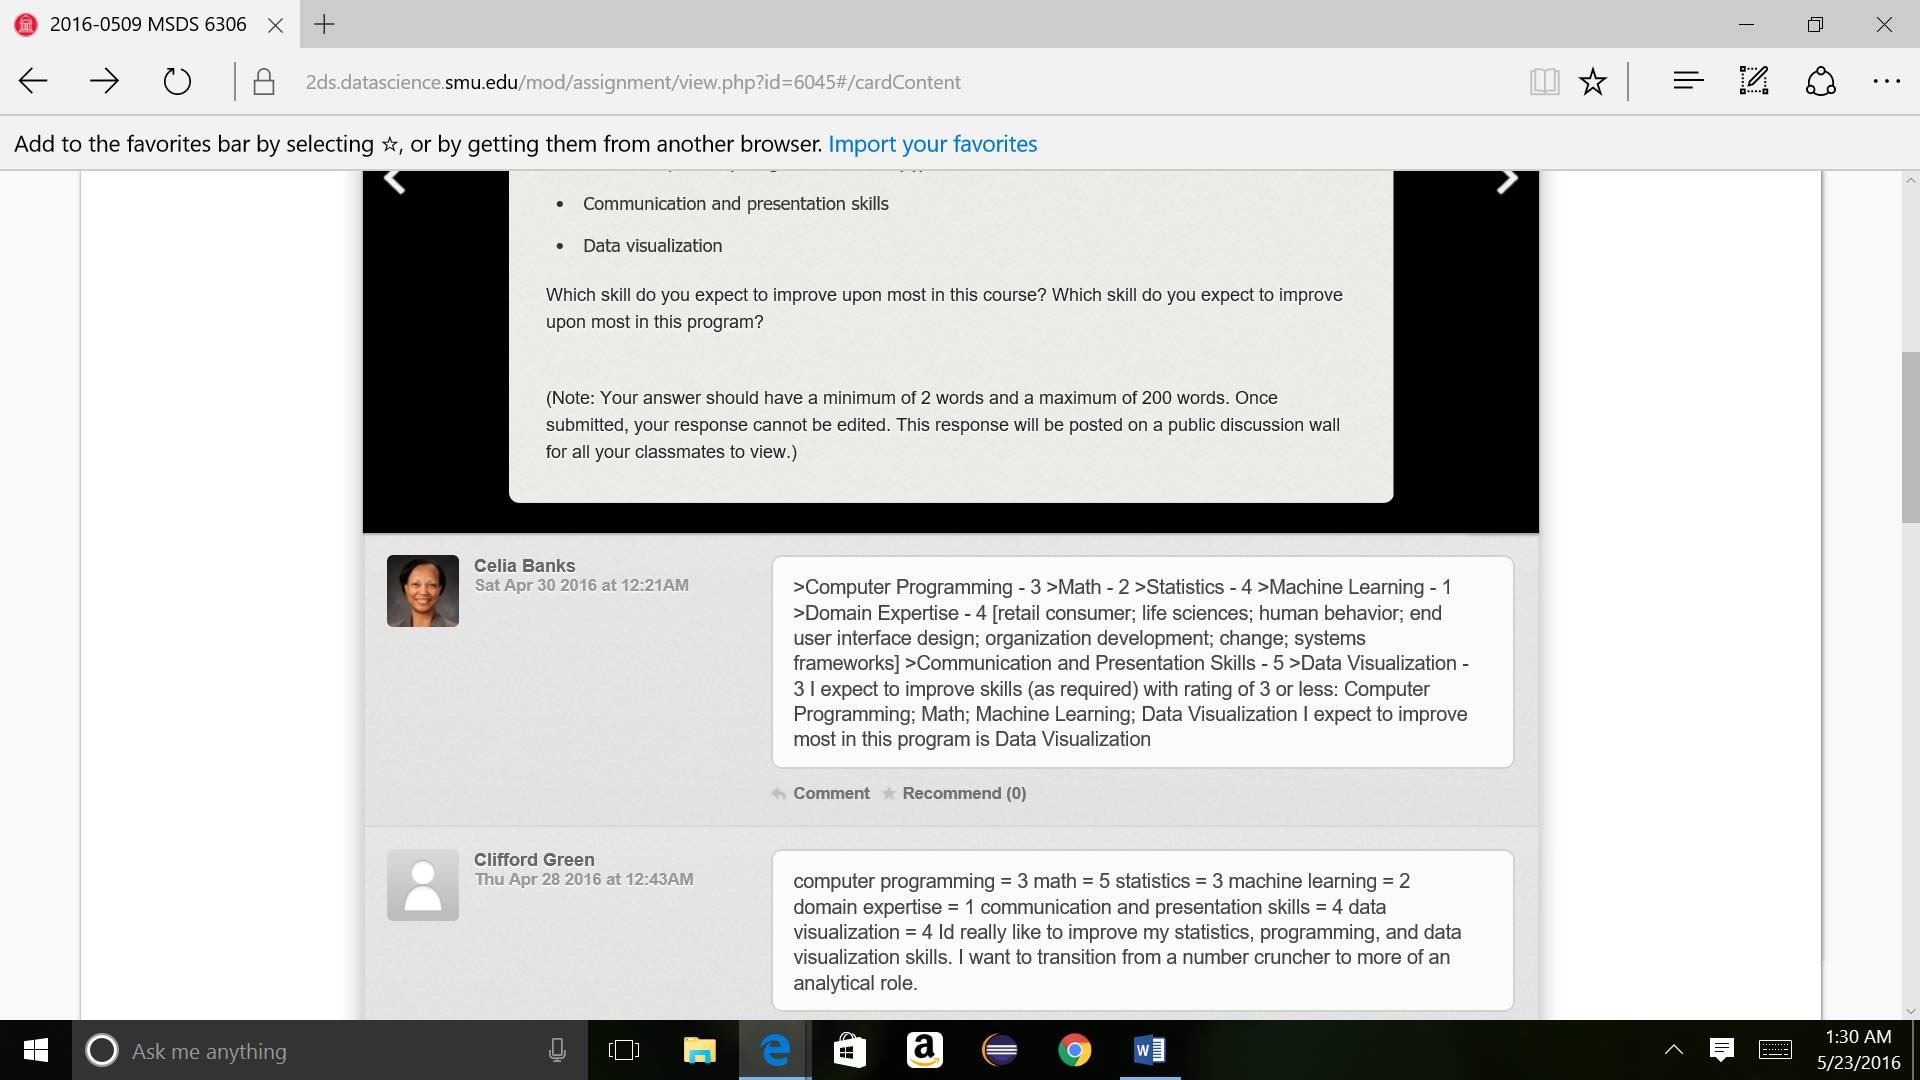 2016-0509 MSDS 6306
2ds.datascience.smu.edu/mod/assignment/view.php?id=6045#/cardContent
Add to the favorites bar by selecting ☆, or by getting them from another browser. Import your favorites
• Communication and presentation skills
• Data visualization
Which skill do you expect to improve upon most in this course? Which skill do you expect to improve
upon most in this program?
(Note: Your answer should have a minimum of 2 words and a maximum of 200 words. Once
submitted, your response cannot be edited. This response will be posted on a public discussion wall
for all your classmates to view.)
Celia Banks
Sat Apr 30 2016 at 12:21AM
>Computer Programming - 3 >Math - 2 >Statistics - 4 >Machine Learning - 1
>Domain Expertise - 4 [retail consumer; life sciences; human behavior; end
user interface design; organization development; change; systems
frameworks] >Communication and Presentation Skills - 5 >Data Visualization -
3 I expect to improve skills (as required) with rating of 3 or less: Computer
Programming; Math; Machine Learning; Data Visualization I expect to improve
most in this program is Data Visualization
Comment Recommend (0)
Clifford Green
Thu Apr 28 2016 at 12:43AM
computer programming = 3 math = 5 statistics = 3 machine learning = 2
domain expertise = 1 communication and presentation skills = 4 data
visualization = 4 Id really like to improve my statistics, programming, and data
visualization skills. I want to transition from a number cruncher to more of an
analytical role.
Ask me anything
1:30 AM
5/23/2016